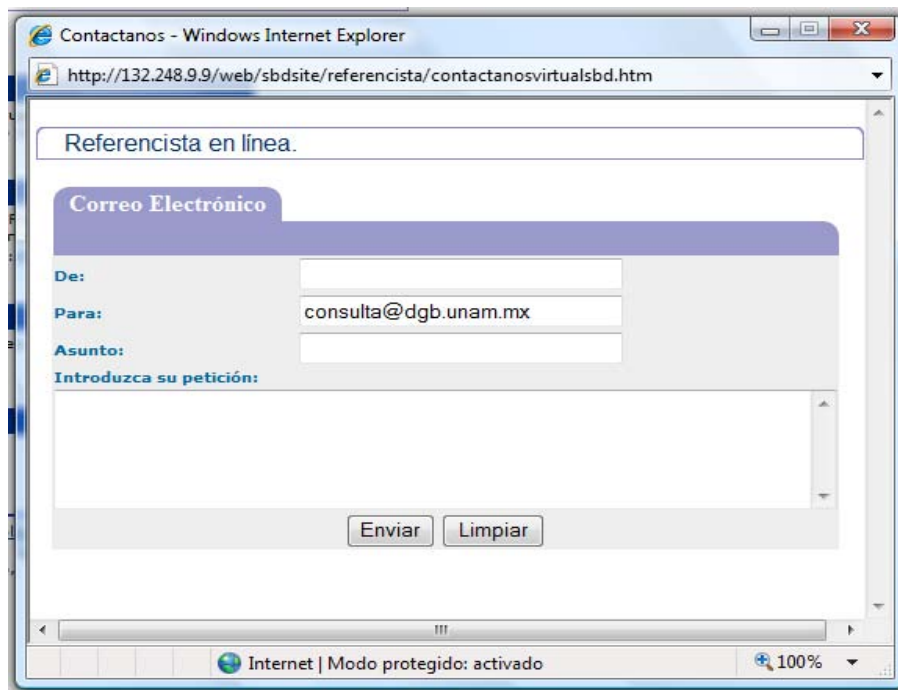 Contactanos - Windows Internet Explorer
http://132.248.9.9/web/sbdsite/referencista/contactanosvirtualsbd.htm
Referencista en línea.
Correo Electrónico
De:
Para: consulta@dgb.unam.mx
Asunto:
Introduzca su petición:
Enviar Limpiar
Internet | Modo protegido: activado 100%